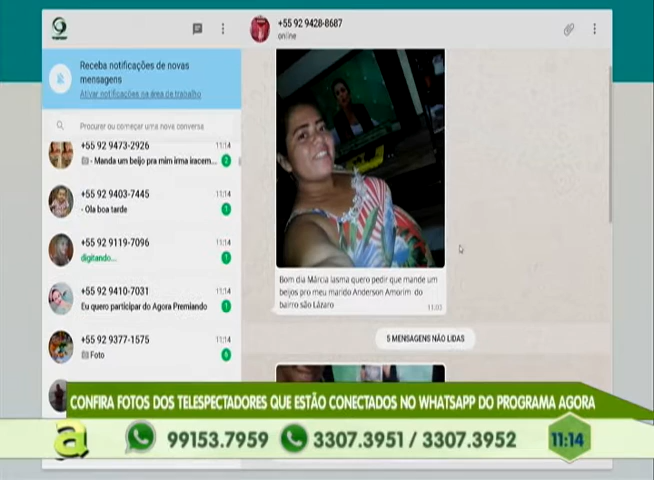 +55 92 9428-8687
online
Receba notificações de novas
mensagens
Ativar notificações na área de trabalho
Procurar ou começar uma nova conversa
+55 92 9473-2926
11:14
- Manda um beijo pra mim irma iracem...
2
+55 92 9403-7445
11:14
- Ola boa tarde
1
+55 92 9119-7096
11:14
digitando...
1
+55 92 9410-7031
11:14
Eu quero participar do Agora Premiando
1
+55 92 9377-1575
11:14
Foto
6
Bom dia Márcia lasma quero pedir que mande um
beijos pro meu marido Anderson Amorim do
bairro são Lázaro
11:03
5 MENSAGENS NÃO LIDAS
CONFIRA FOTOS DOS TELESPECTADORES QUE ESTÃO CONECTADOS NO WHATSAPP DO PROGRAMA AGORA
a 99153.7959 3307.3951 / 3307.3952 11:14